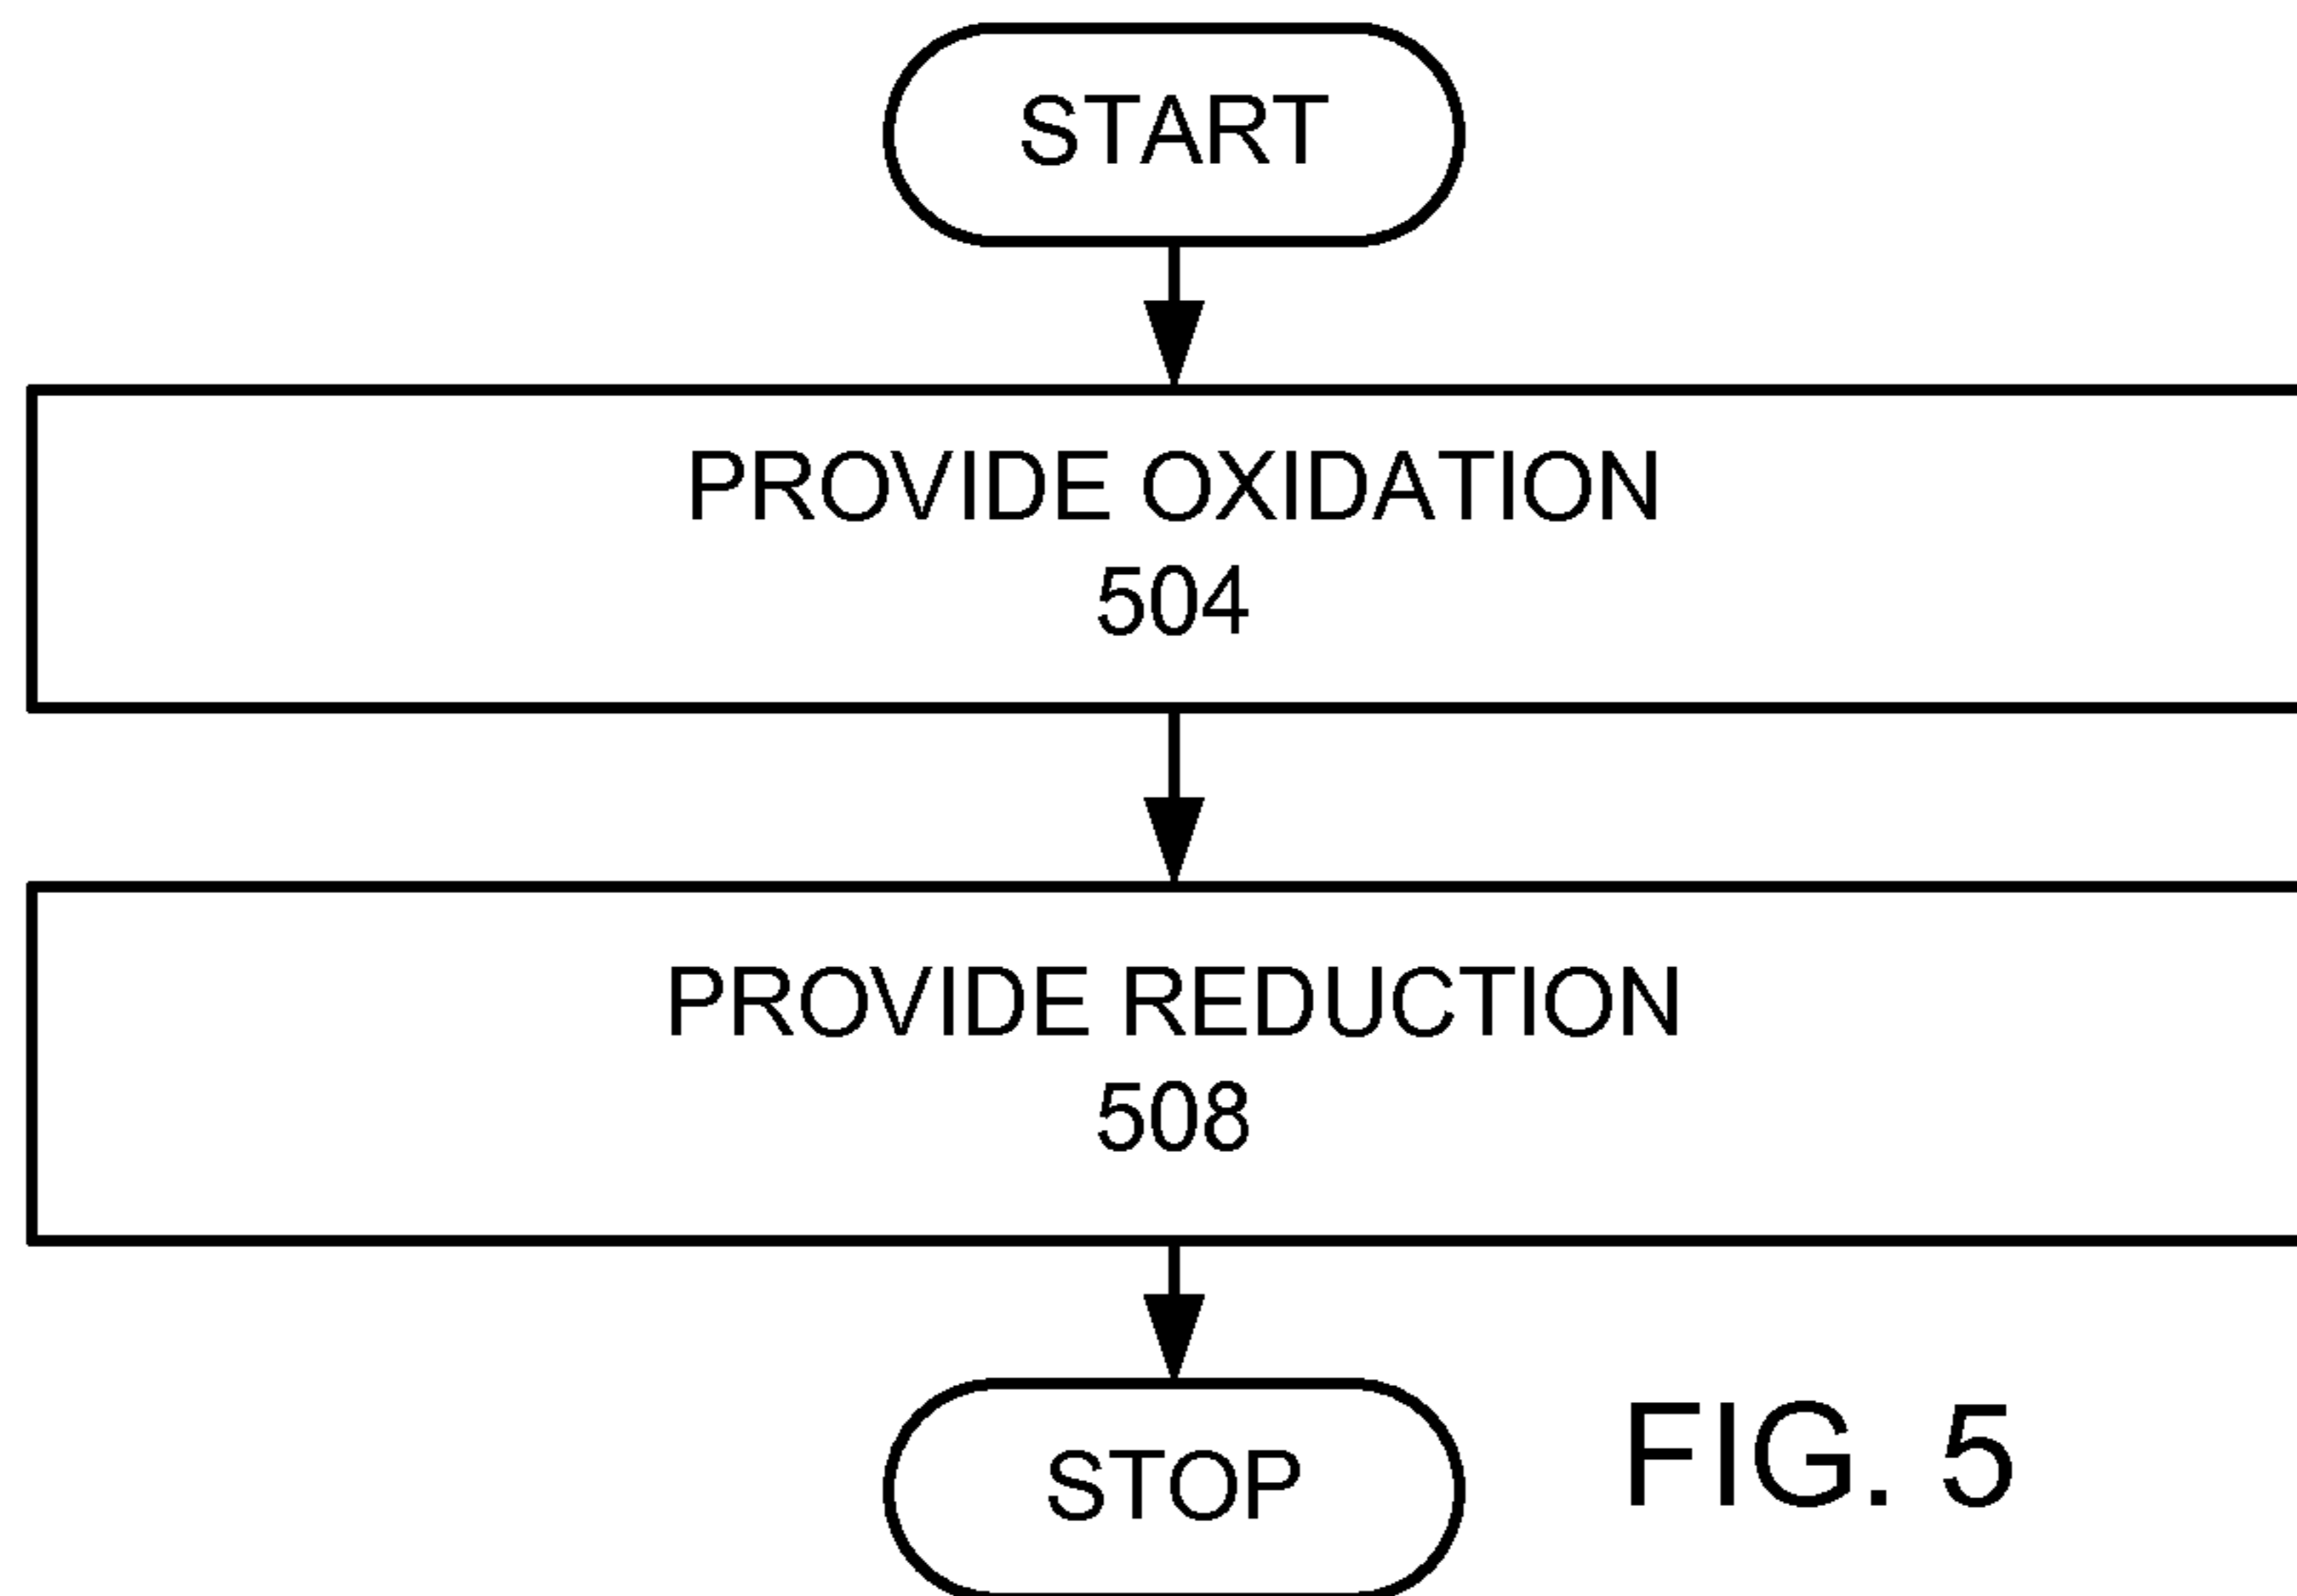 START
PROVIDE OXIDATION
504
PROVIDE REDUCTION
508
STOP
FIG. 5